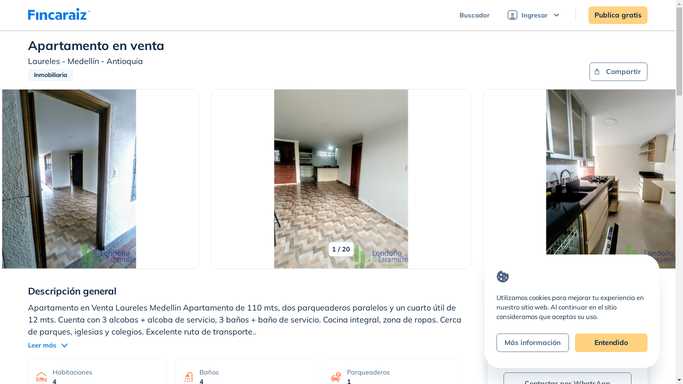 Fincaraiz
Buscador
Ingresar
Publica gratis
Apartamento en venta
Laureles - Medellín - Antioquia
Inmobiliaria
Compartir
1 / 20
Londoño
Jaramillo
Descripción general
Apartamento en Venta Laureles Medellín Apartamento de 110 mts, dos parqueaderos paralelos y un cuarto útil de
12 mts. Cuenta con 3 alcobas + alcoba de servicio, 3 baños + baño de servicio. Cocina integral, zona de ropas. Cerca
de parques, iglesias y colegios. Excelente ruta de transporte..
Leer más
Habitaciones
4
Baños
4
Parqueaderos
1
Utilizamos cookies para mejorar tu experiencia en
nuestro sitio web. Al continuar en el sitio
consideramos que aceptas su uso.
Más información
Entendido
Contactar por WhatsApp